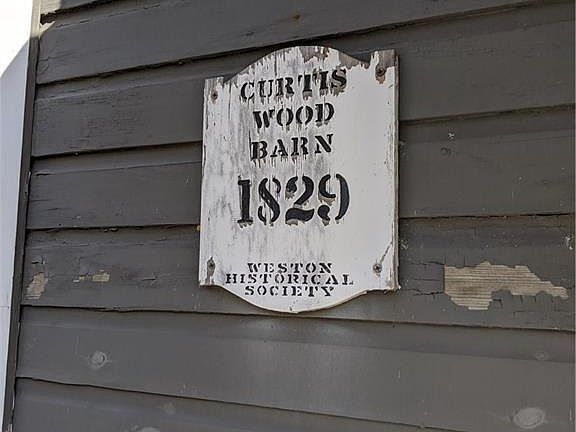 CURTIS
WOOD
BARN
1829
WESTON
HISTORICAL
SOCIETY